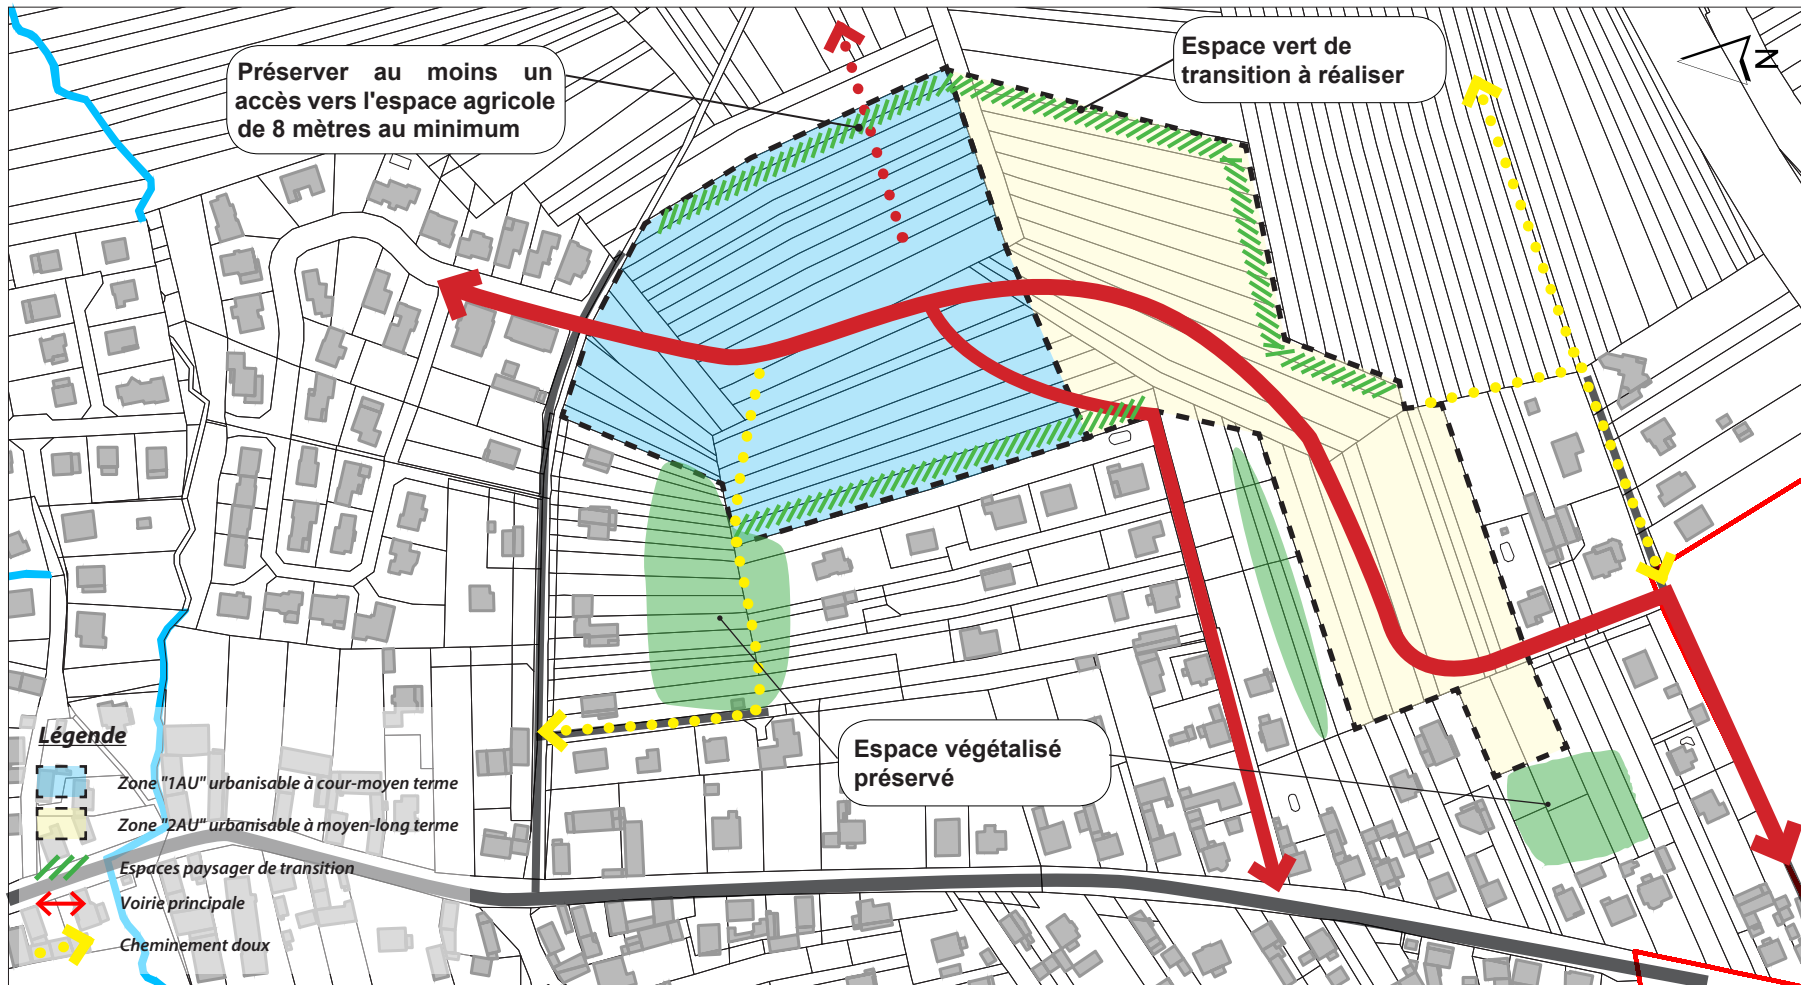 Préserver au moins un
accès vers l'espace agricole
de 8 mètres au minimum
Espace vert de
transition à réaliser
N
Espace végétalisé
préservé
Légende
Zone "1AU" urbanisable à cour-moyen terme
Zone "2AU" urbanisable à moyen-long terme
Espaces paysager de transition
Voirie principale
Cheminement doux